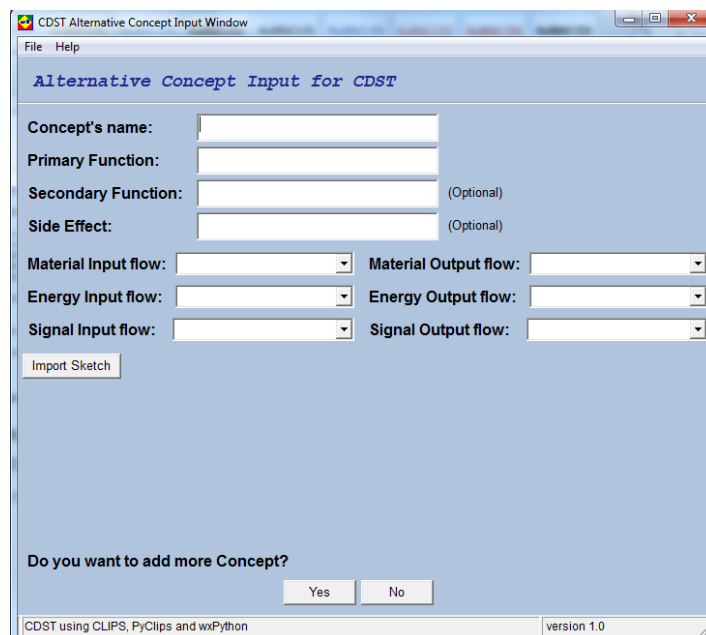 CDST Alternative Concept Input Window
File Help
Alternative Concept Input for CDST
Concept's name:
Primary Function:
Secondary Function: (Optional)
Side Effect: (Optional)
Material Input flow: Material Output flow:
Energy Input flow: Energy Output flow:
Signal Input flow: Signal Output flow:
Import Sketch
Do you want to add more Concept?
Yes No
CDST using CLIPS, PyClips and wxPython version 1.0